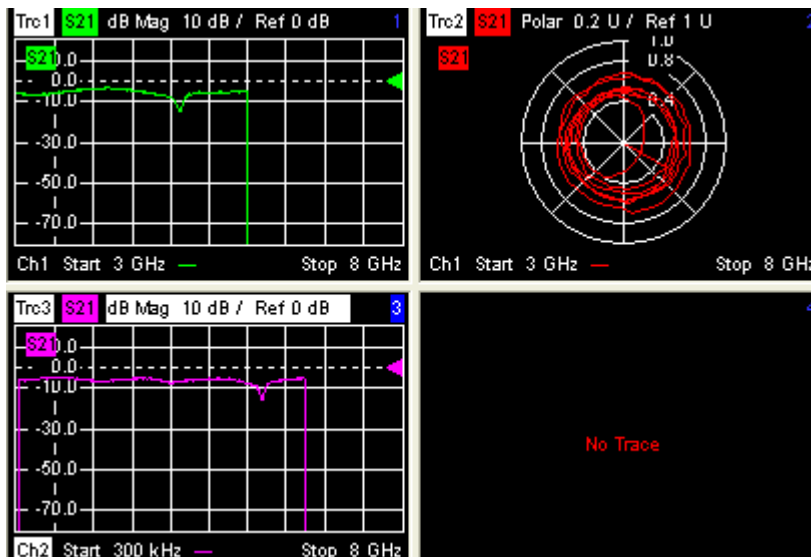 Trc1 S21 dB Mag 10 dB / Ref 0 dB 1
S21
0.0
-10.0
-30.0
-50.0
-70.0
Ch1 Start 3 GHz — Stop 8 GHz
Trc2 S21 Polar 0.2 U / Ref 1 U
S21
1.0
0.8
0.4
Ch1 Start 3 GHz — Stop 8 GHz
Trc3 S21 dB Mag 10 dB / Ref 0 dB 3
S21
0.0
-10.0
-30.0
-50.0
-70.0
Ch2 Start 300 kHz — Stop 8 GHz
No Trace